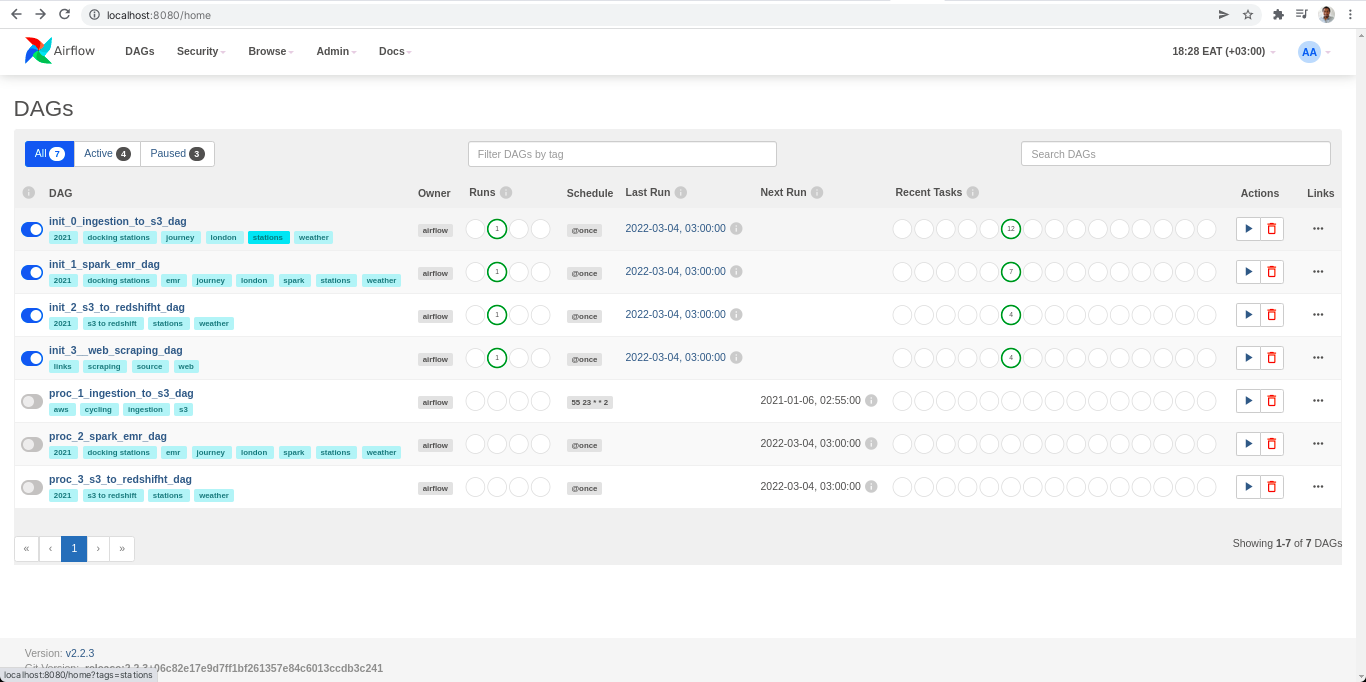 localhost:8080/home
Airflow DAGs Security Browse Admin Docs 18:28 EAT (+03:00) AA
DAGs
All 7 Active 4 Paused 3 Filter DAGs by tag Search DAGs
DAG Owner Runs Schedule Last Run Next Run Recent Tasks Actions Links
init_0_ingestion_to_s3_dag
airflow 1 @once 2022-03-04, 03:00:00 12
2021 docking stations journey london stations weather
init_1_spark_emr_dag
airflow 1 @once 2022-03-04, 03:00:00 7
2021 docking stations emr journey london spark stations weather
init_2_s3_to_redshifht_dag
airflow 1 @once 2022-03-04, 03:00:00 4
2021 s3 to redshift stations weather
init_3__web_scraping_dag
airflow 1 @once 2022-03-04, 03:00:00 4
links scraping source web
proc_1_ingestion_to_s3_dag
airflow 55 23 * * 2 2021-01-06, 02:55:00
aws cycling ingestion s3
proc_2_spark_emr_dag
airflow @once 2022-03-04, 03:00:00
2021 docking stations emr journey london spark stations weather
proc_3_s3_to_redshifht_dag
airflow @once 2022-03-04, 03:00:00
2021 s3 to redshift stations weather
« ‹ 1 › » Showing 1-7 of 7 DAGs
Version: v2.2.3
Git Version: .release:2.2.3+06c82e17e9d7ff1bf261357e84c6013ccdb3c241
localhost:8080/home?tags=stations